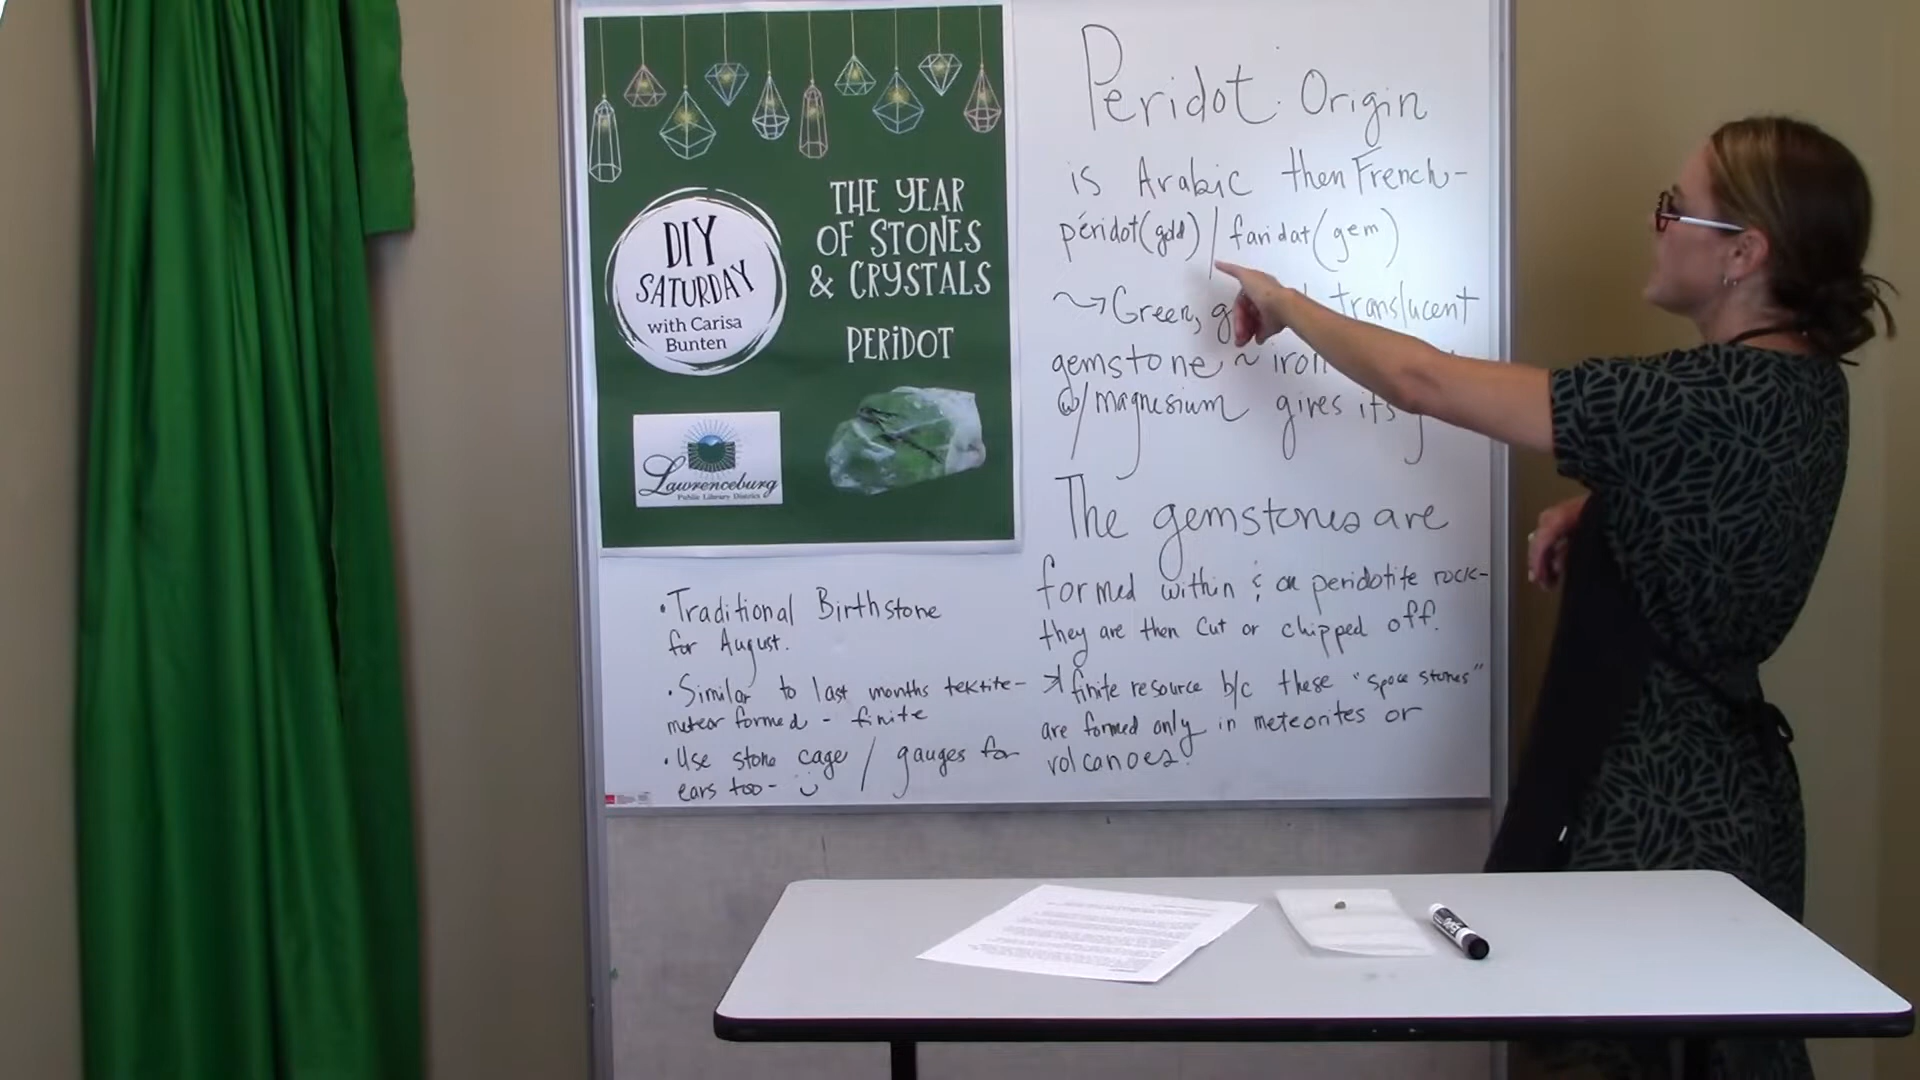 DIY
SATURDAY
with Carisa
Bunten
THE YEAR
OF STONES
& CRYSTALS
PERIDOT
Lawrenceburg
Public Library District
• Traditional Birthstone
for August.
• Similar to last months tektite-
meteor formed - finite
• Use stone cage / gauges for
ears too-
Peridot Origin
is Arabic then French-
péridot(gold) / faridat(gem)
Green, translucent
gemstone ~ iron
w/magnesium gives its
The gemstones are
formed within & on peridotite rock-
they are then cut or chipped off.
finite resource b/c these "space stones"
are formed only in meteorites or
volcanoes.